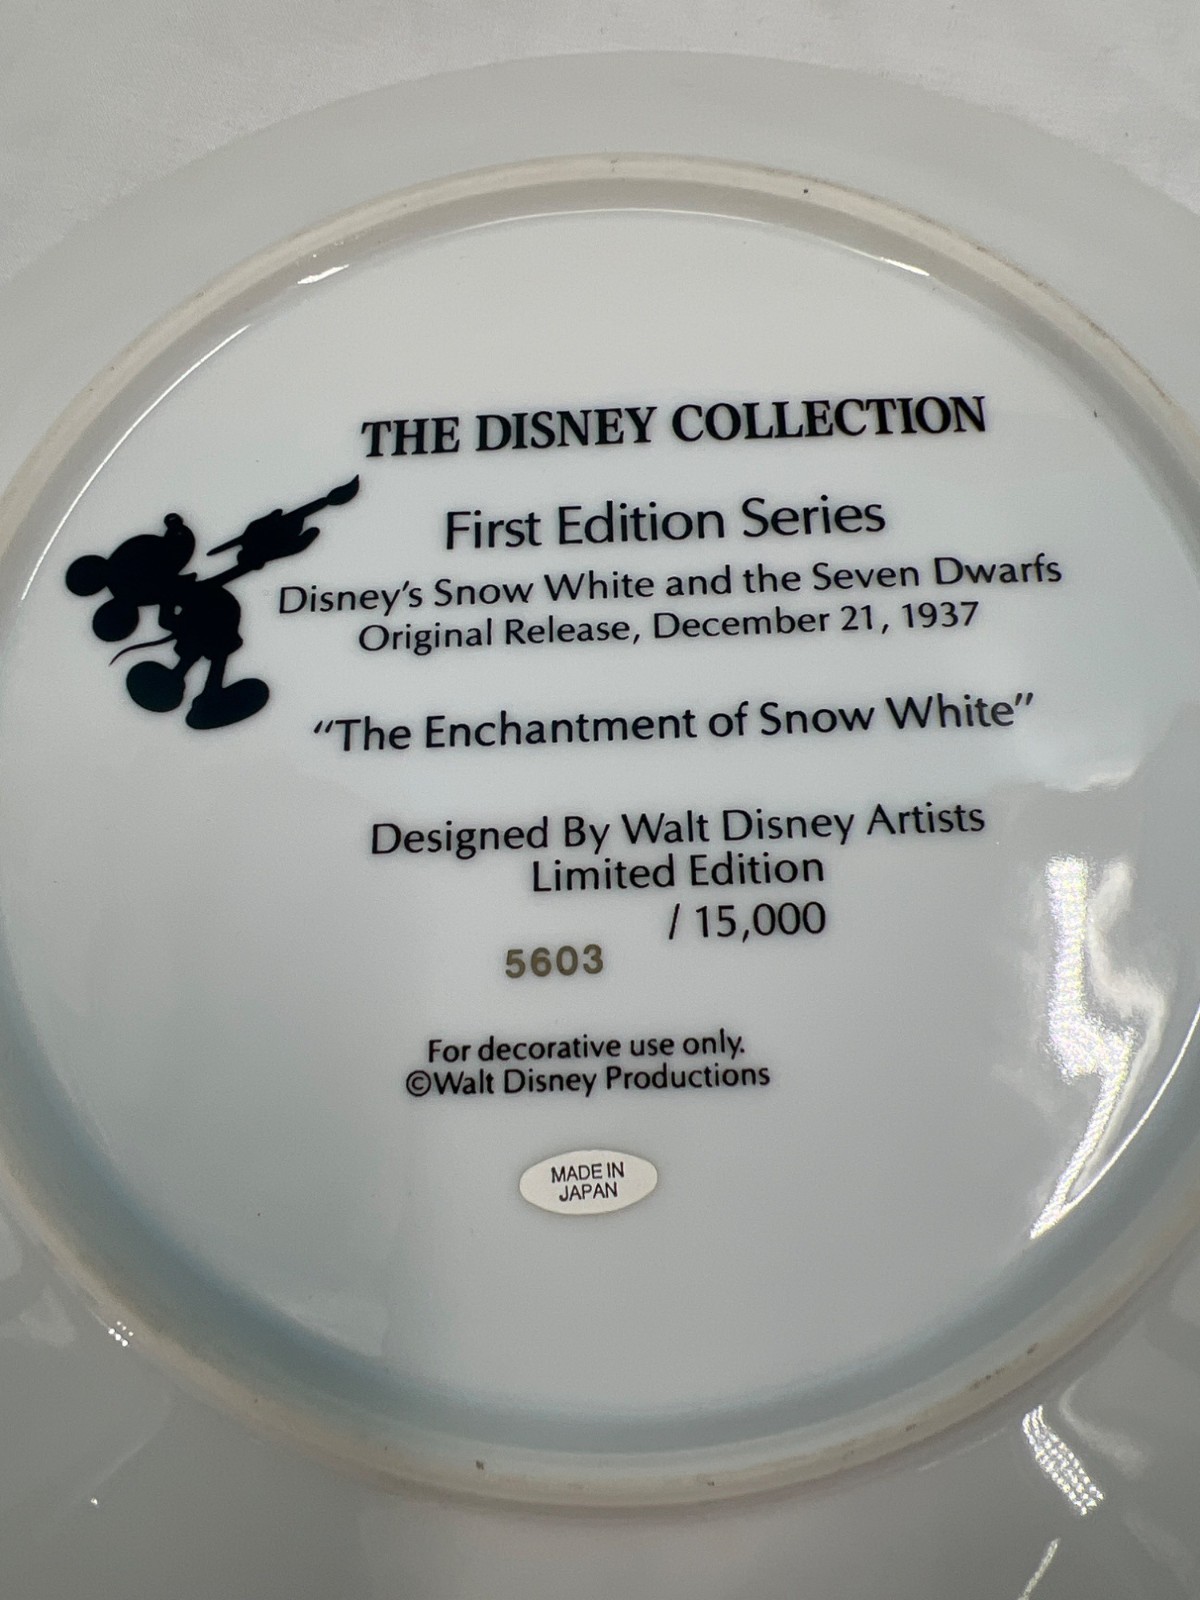 THE DISNEY COLLECTION
First Edition Series
Disney's Snow White and the Seven Dwarfs
Original Release, December 21, 1937
“The Enchantment of Snow White”
Designed By Walt Disney Artists
Limited Edition
/ 15,000
5603
For decorative use only.
©Walt Disney Productions
MADE IN
JAPAN